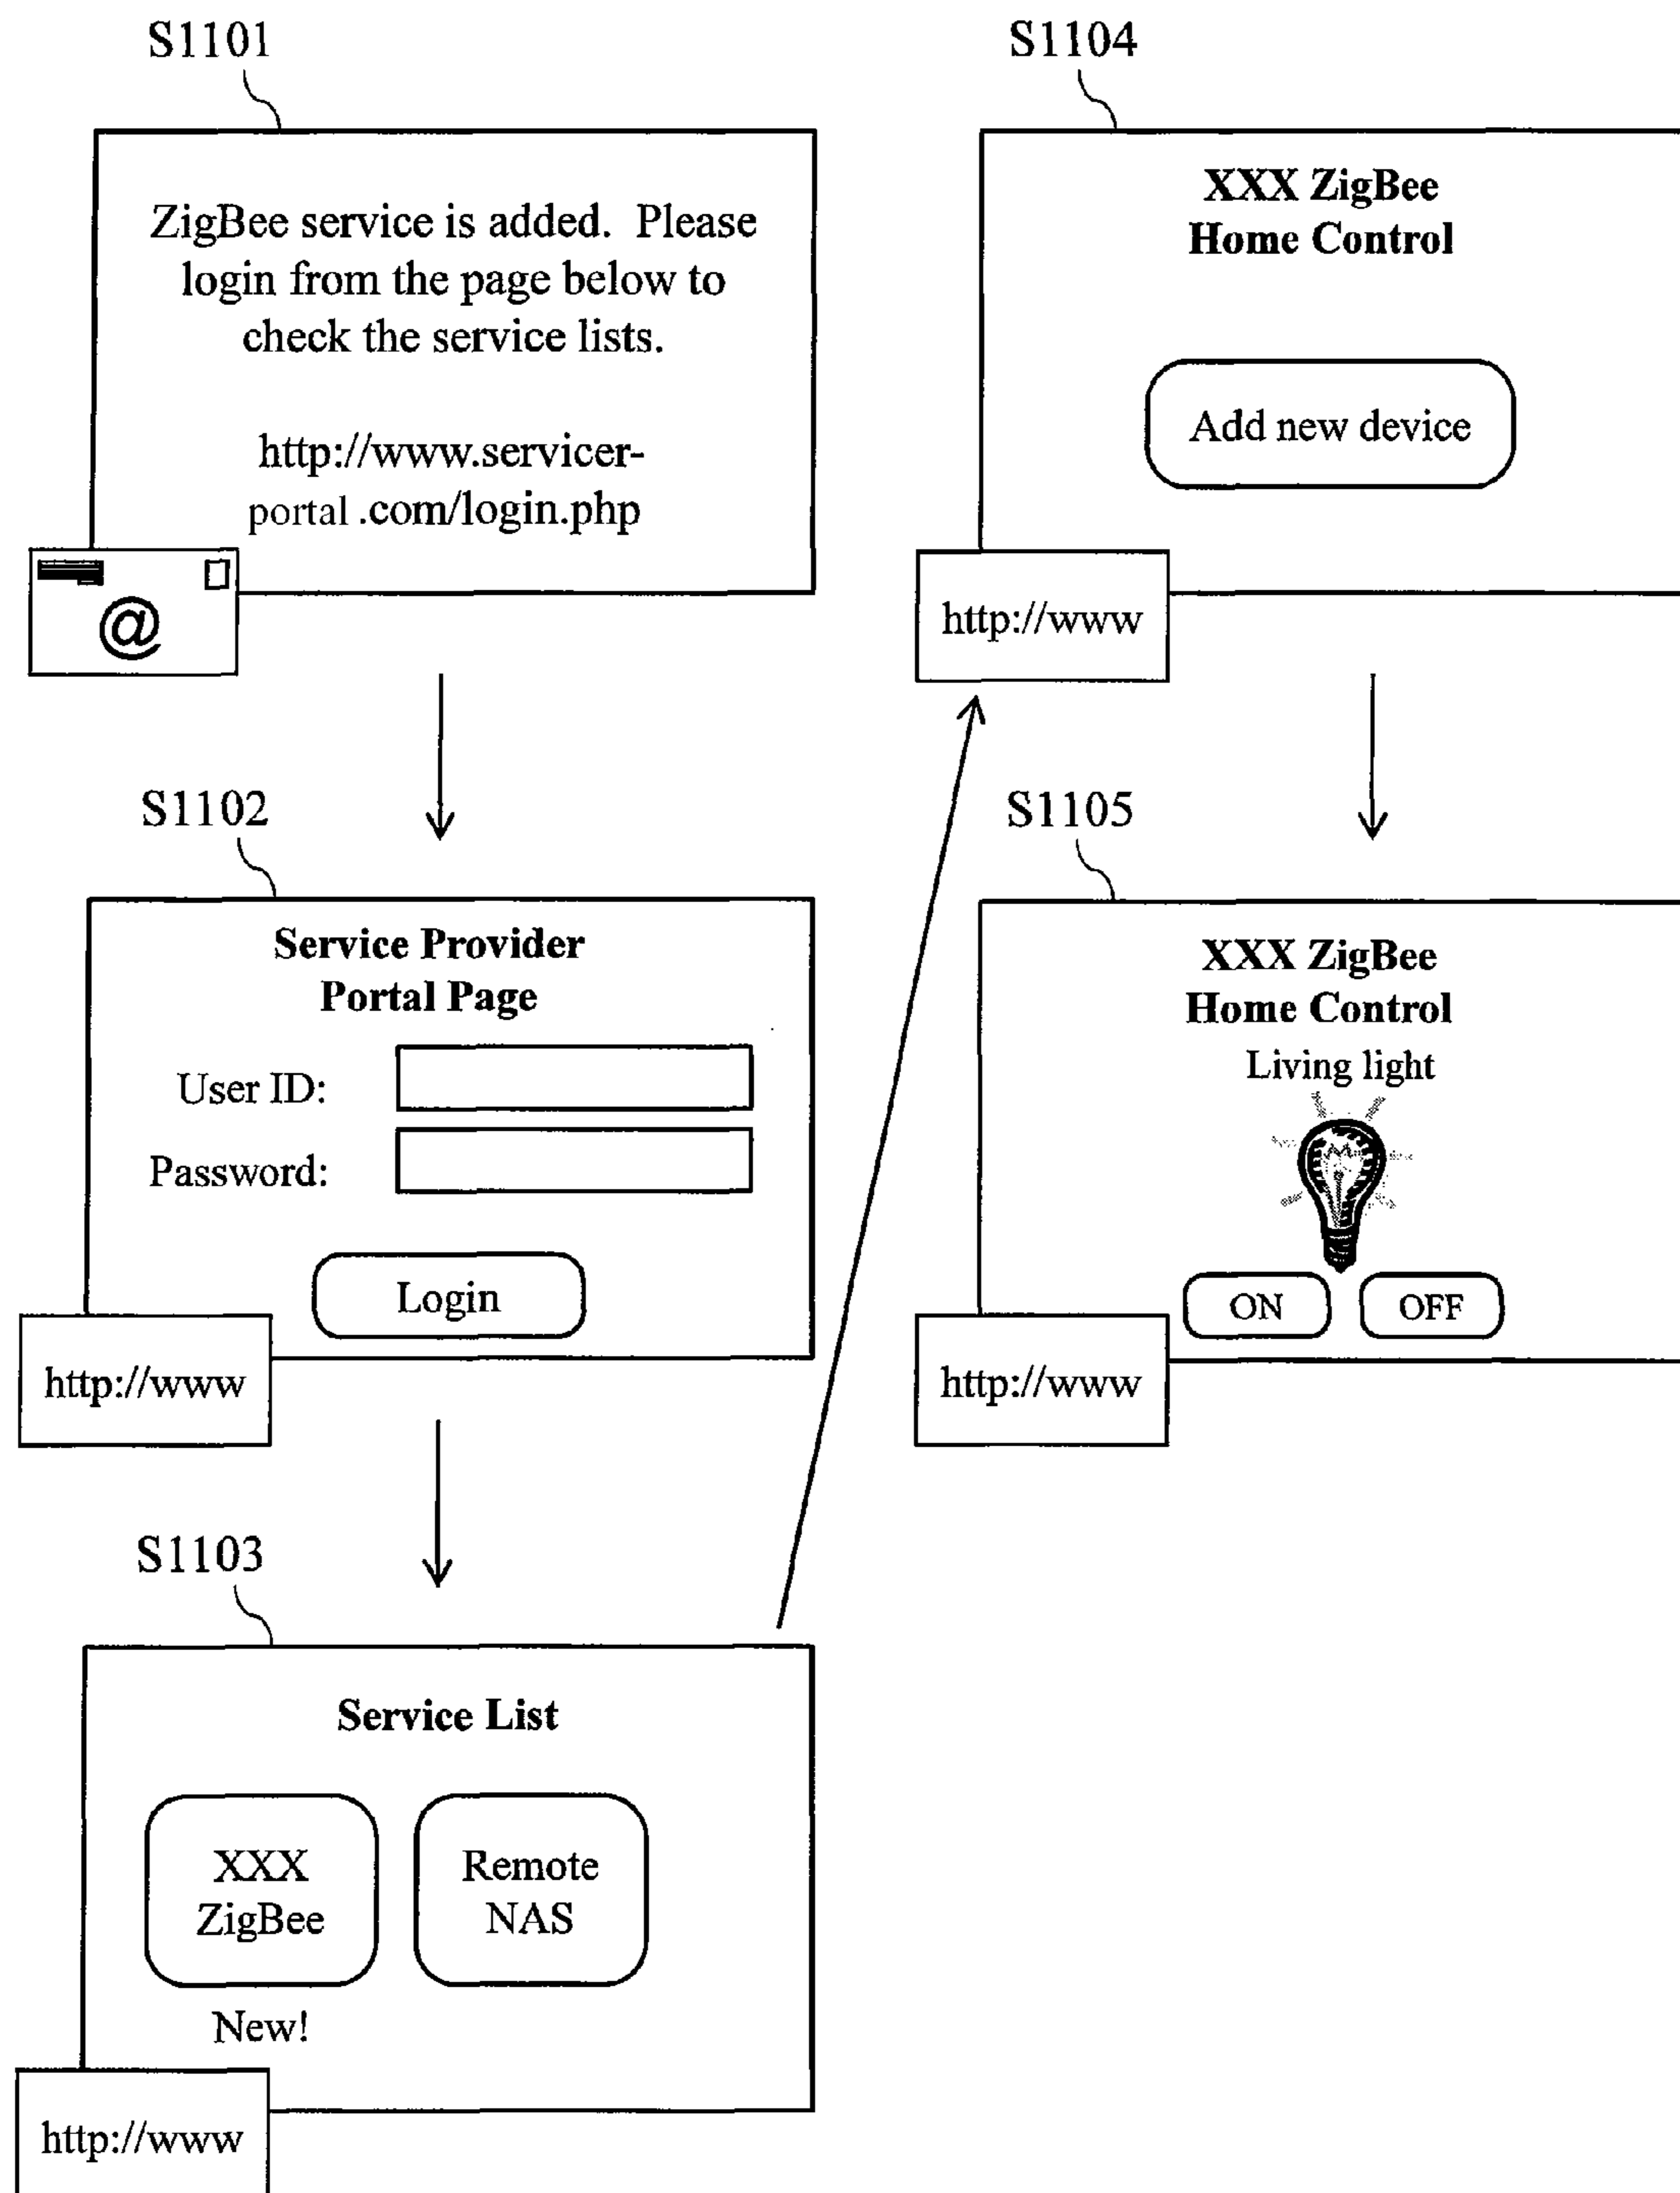 S1101
ZigBee service is added. Please
login from the page below to
check the service lists.
http://www.servicer-
portal .com/login.php
@
S1102
Service Provider
Portal Page
User ID:
Password:
Login
http://www
S1103
Service List
XXX
ZigBee
Remote
NAS
New!
http://www
S1104
XXX ZigBee
Home Control
Add new device
http://www
S1105
XXX ZigBee
Home Control
Living light
ON
OFF
http://www